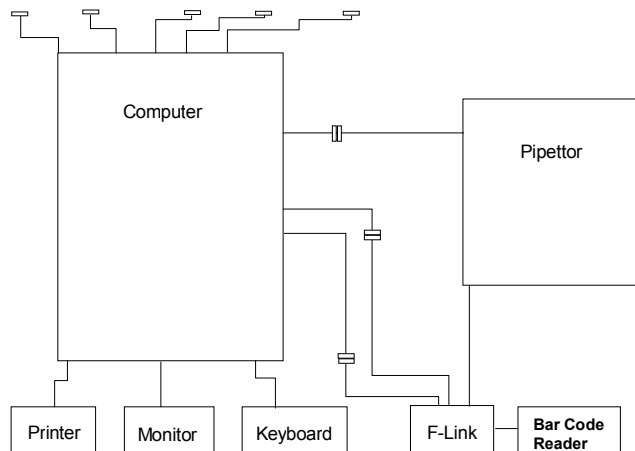 Computer
Pipettor
Printer
Monitor
Keyboard
F-Link
Bar Code
Reader